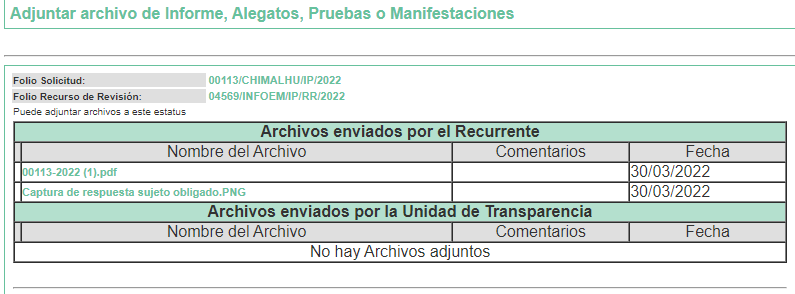 Adjuntar archivo de Informe, Alegatos, Pruebas o Manifestaciones
Folio Solicitud: 00113/CHIMALHU/IP/2022
Folio Recurso de Revisión: 04569/INFOEM/IP/RR/2022
Puede adjuntar archivos a este estatus
Archivos enviados por el Recurrente
Nombre del Archivo Comentarios Fecha
00113-2022 (1).pdf 30/03/2022
Captura de respuesta sujeto obligado.PNG 30/03/2022
Archivos enviados por la Unidad de Transparencia
Nombre del Archivo Comentarios Fecha
No hay Archivos adjuntos